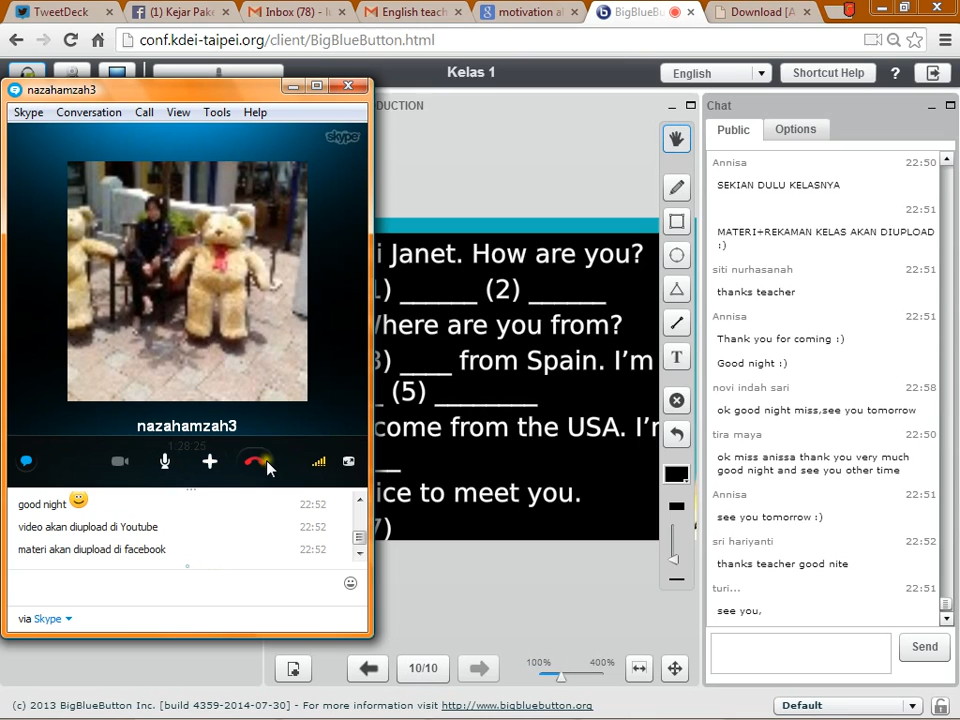 TweetDeck
(1) Kejar Pake
Inbox (78) - l
English teach
motivation al
BigBlueBu
Download [A
conf.kdei-taipei.org/client/BigBlueButton.html
Kelas 1
English
Shortcut Help
?
nazahamzah3
Skype Conversation Call View Tools Help
skype
nazahamzah3
1:28:25
good night 22:52
video akan diupload di Youtube 22:52
materi akan diupload di facebook 22:52
via Skype
DUCTION
i Janet. How are you?
1) ______ (2) ______
here are you from?
3) ____ from Spain. I’m
_ (5) ________
come from the USA. I’m
__
ice to meet you.
7)
T
10/10
100% 400%
Chat
Public Options
Annisa 22:50
SEKIAN DULU KELASNYA
22:51
MATERI+REKAMAN KELAS AKAN DIUPLOAD
:)
siti nurhasanah 22:51
thanks teacher
Annisa 22:51
Thank you for coming :)
Good night :)
novi indah sari 22:58
ok good night miss,see you tomorrow
tira maya 22:51
ok miss anissa thank you very much
good night and see you other time
Annisa 22:51
see you tomorrow :)
sri hariyanti 22:52
thanks teacher good nite
turi... 22:51
see you,
Send
(c) 2013 BigBlueButton Inc. [build 4359-2014-07-30] - For more information visit http://www.bigbluebutton.org
Default